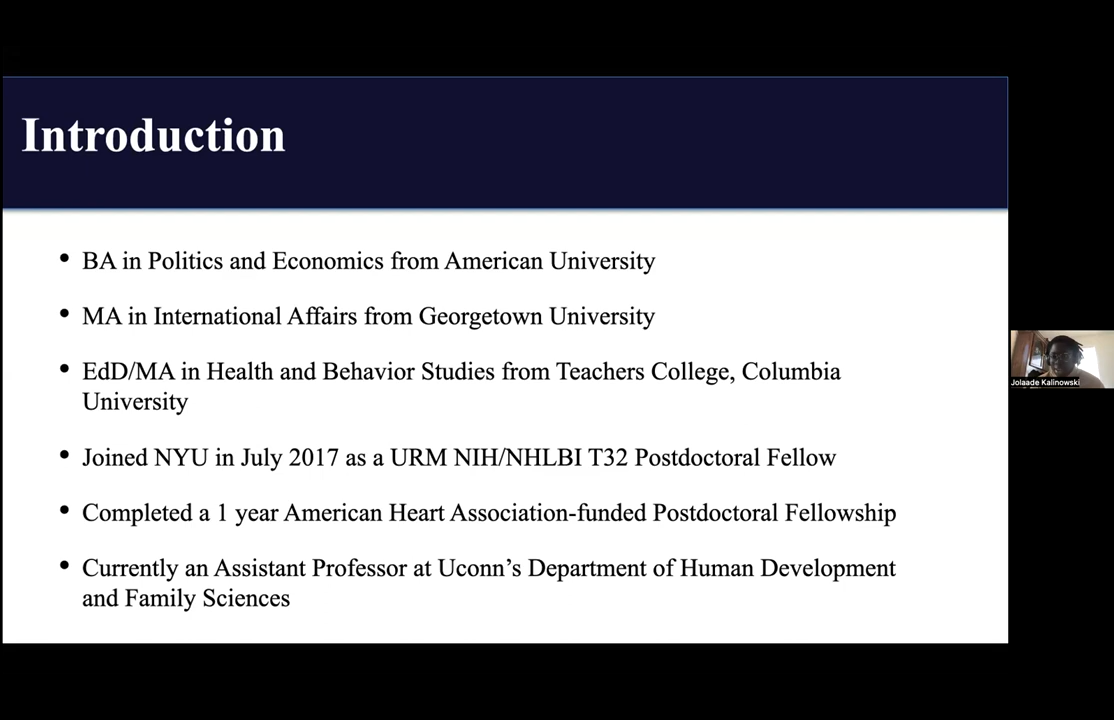 Introduction
• BA in Politics and Economics from American University
• MA in International Affairs from Georgetown University
• EdD/MA in Health and Behavior Studies from Teachers College, Columbia
University
• Joined NYU in July 2017 as a URM NIH/NHLBI T32 Postdoctoral Fellow
• Completed a 1 year American Heart Association-funded Postdoctoral Fellowship
• Currently an Assistant Professor at Uconn’s Department of Human Development
and Family Sciences
Jolaade Kalinowski